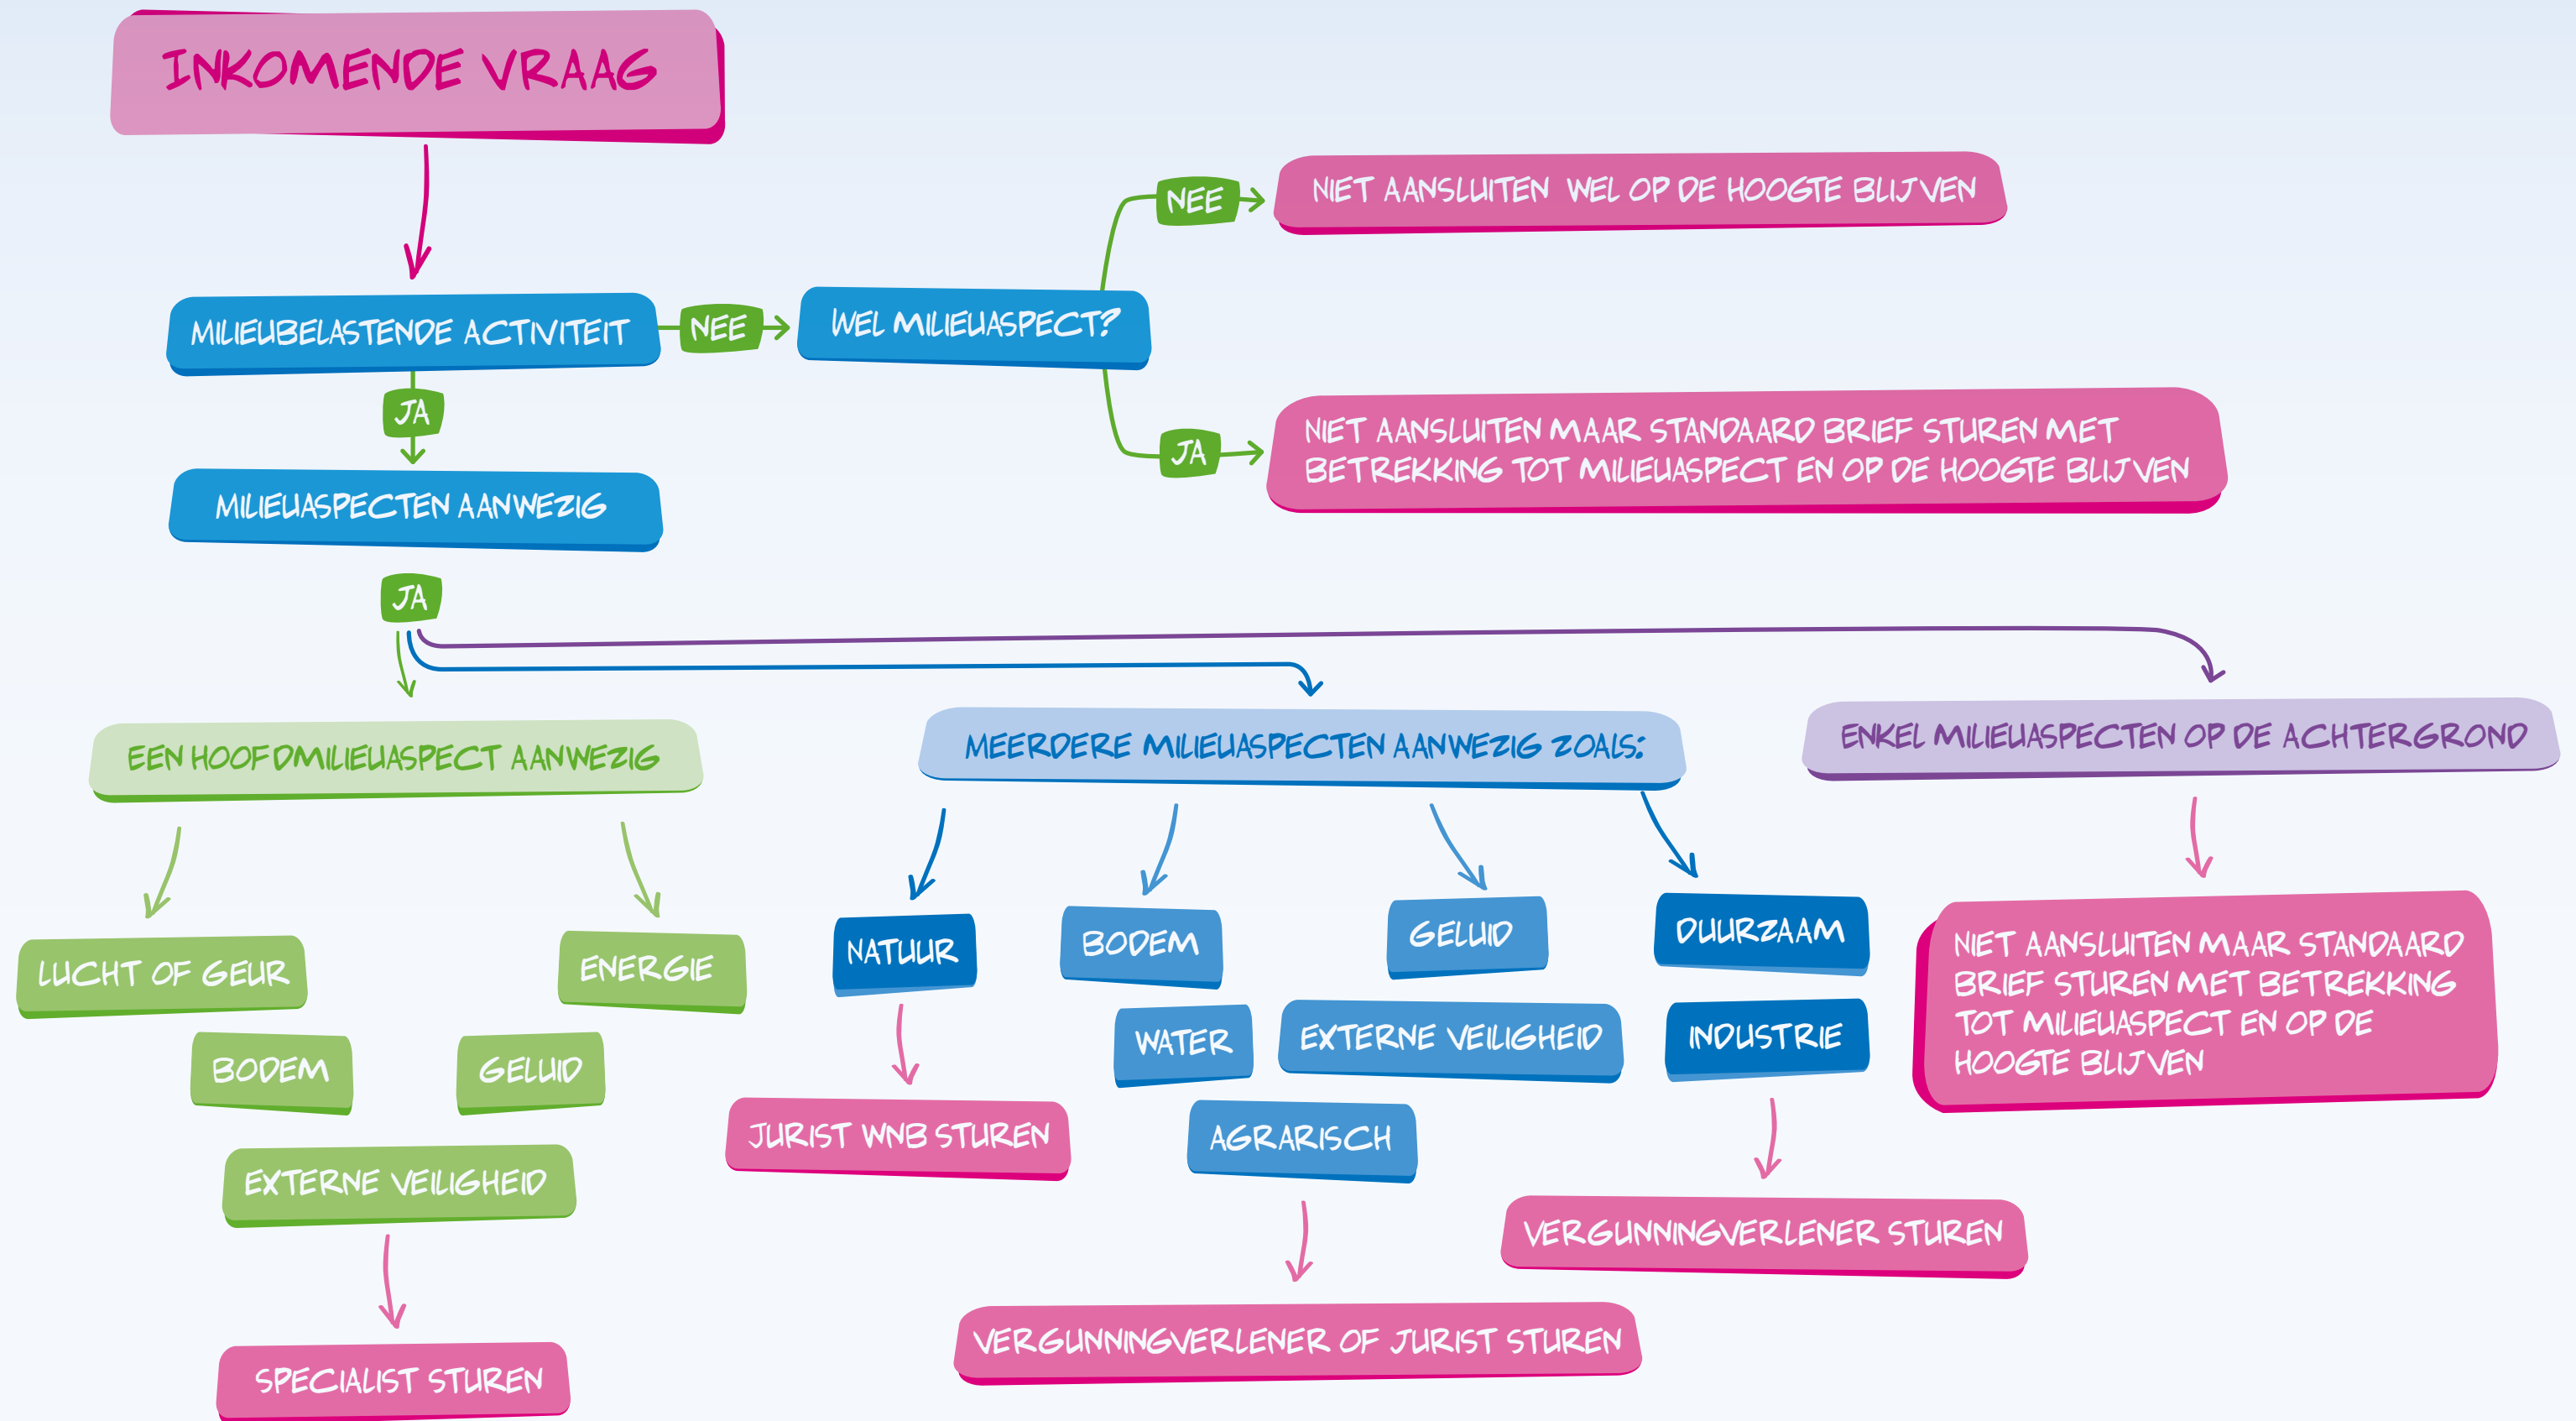 INKOMENDE VRAAG
NEE
NIET AANSLUITEN WEL OP DE HOOGTE BLIJVEN
MILIEUBELASTENDE ACTIVITEIT
NEE
WEL MILIEUASPECT?
JA
NIET AANSLUITEN MAAR STANDAARD BRIEF STUREN MET
BETREKKING TOT MILIEUASPECT EN OP DE HOOGTE BLIJVEN
JA
MILIEUASPECTEN AANWEZIG
JA
EEN HOOFDMILIEUASPECT AANWEZIG
MEERDERE MILIEUASPECTEN AANWEZIG ZOALS:
ENKEL MILIEUASPECTEN OP DE ACHTERGROND
LUCHT OF GEUR
ENERGIE
BODEM
GELUID
EXTERNE VEILIGHEID
SPECIALIST STUREN
NATUUR
JURIST WNB STUREN
BODEM
GELUID
WATER
EXTERNE VEILIGHEID
AGRARISCH
VERGUNNINGVERLENER OF JURIST STUREN
DUURZAAM
INDUSTRIE
VERGUNNINGVERLENER STUREN
NIET AANSLUITEN MAAR STANDAARD
BRIEF STUREN MET BETREKKING
TOT MILIEUASPECT EN OP DE
HOOGTE BLIJVEN